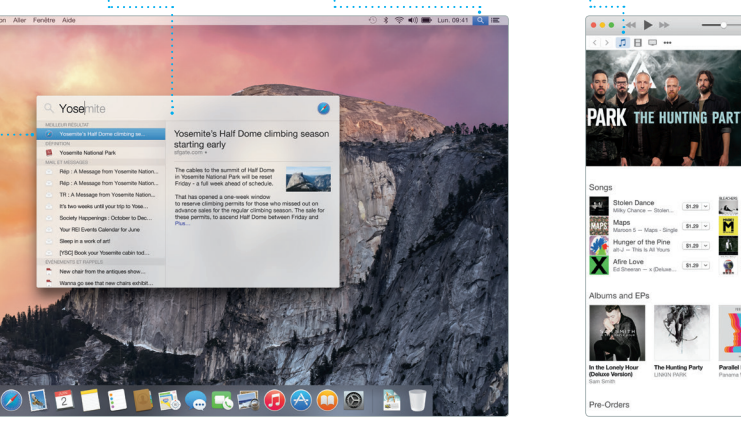 on Aller Fenêtre Aide
Lun. 09:41
Yosemite
MEILLEUR RÉSULTAT
Yosemite's Half Dome climbing se...
DÉFINITION
Yosemite National Park
MAIL ET MESSAGES
Rép : A Message from Yosemite Nation...
Rép : A Message from Yosemite Nation...
TR : A Message from Yosemite Nation...
It's two weeks until your trip to Yose...
Society Happenings : October to Dec...
Your REI Events Calendar for June
Sleep in a work of art!
[YSC] Book your Yosemite cabin tod...
ÉVÉNEMENTS ET RAPPELS
New chair from the antiques show...
Wanna go see that new chairs exhibit...
Yosemite's Half Dome climbing season
starting early
sfgate.com
The cables to the summit of Half Dome
in Yosemite National Park will be reset
Friday - a full week ahead of schedule.
That has opened a one-week window
to reserve climbing permits for those who missed out on
advance sales for the regular climbing season. The sale for
these permits, to ascend Half Dome between Friday and
Plus...
2
PARK THE HUNTING PART
Songs
Stolen Dance
Milky Chance — Stolen...
$1.29
MAPS
Maps
Maroon 5 — Maps - Single
$1.29
Hunger of the Pine
alt-J — This Is All Yours
$1.29
Afire Love
Ed Sheeran — x (Deluxe...
$1.29
Albums and EPs
SAM SMITH
In the Lonely Hour
(Deluxe Version)
Sam Smith
The Hunting Party
LINKIN PARK
Parallel
Panama
Pre-Orders